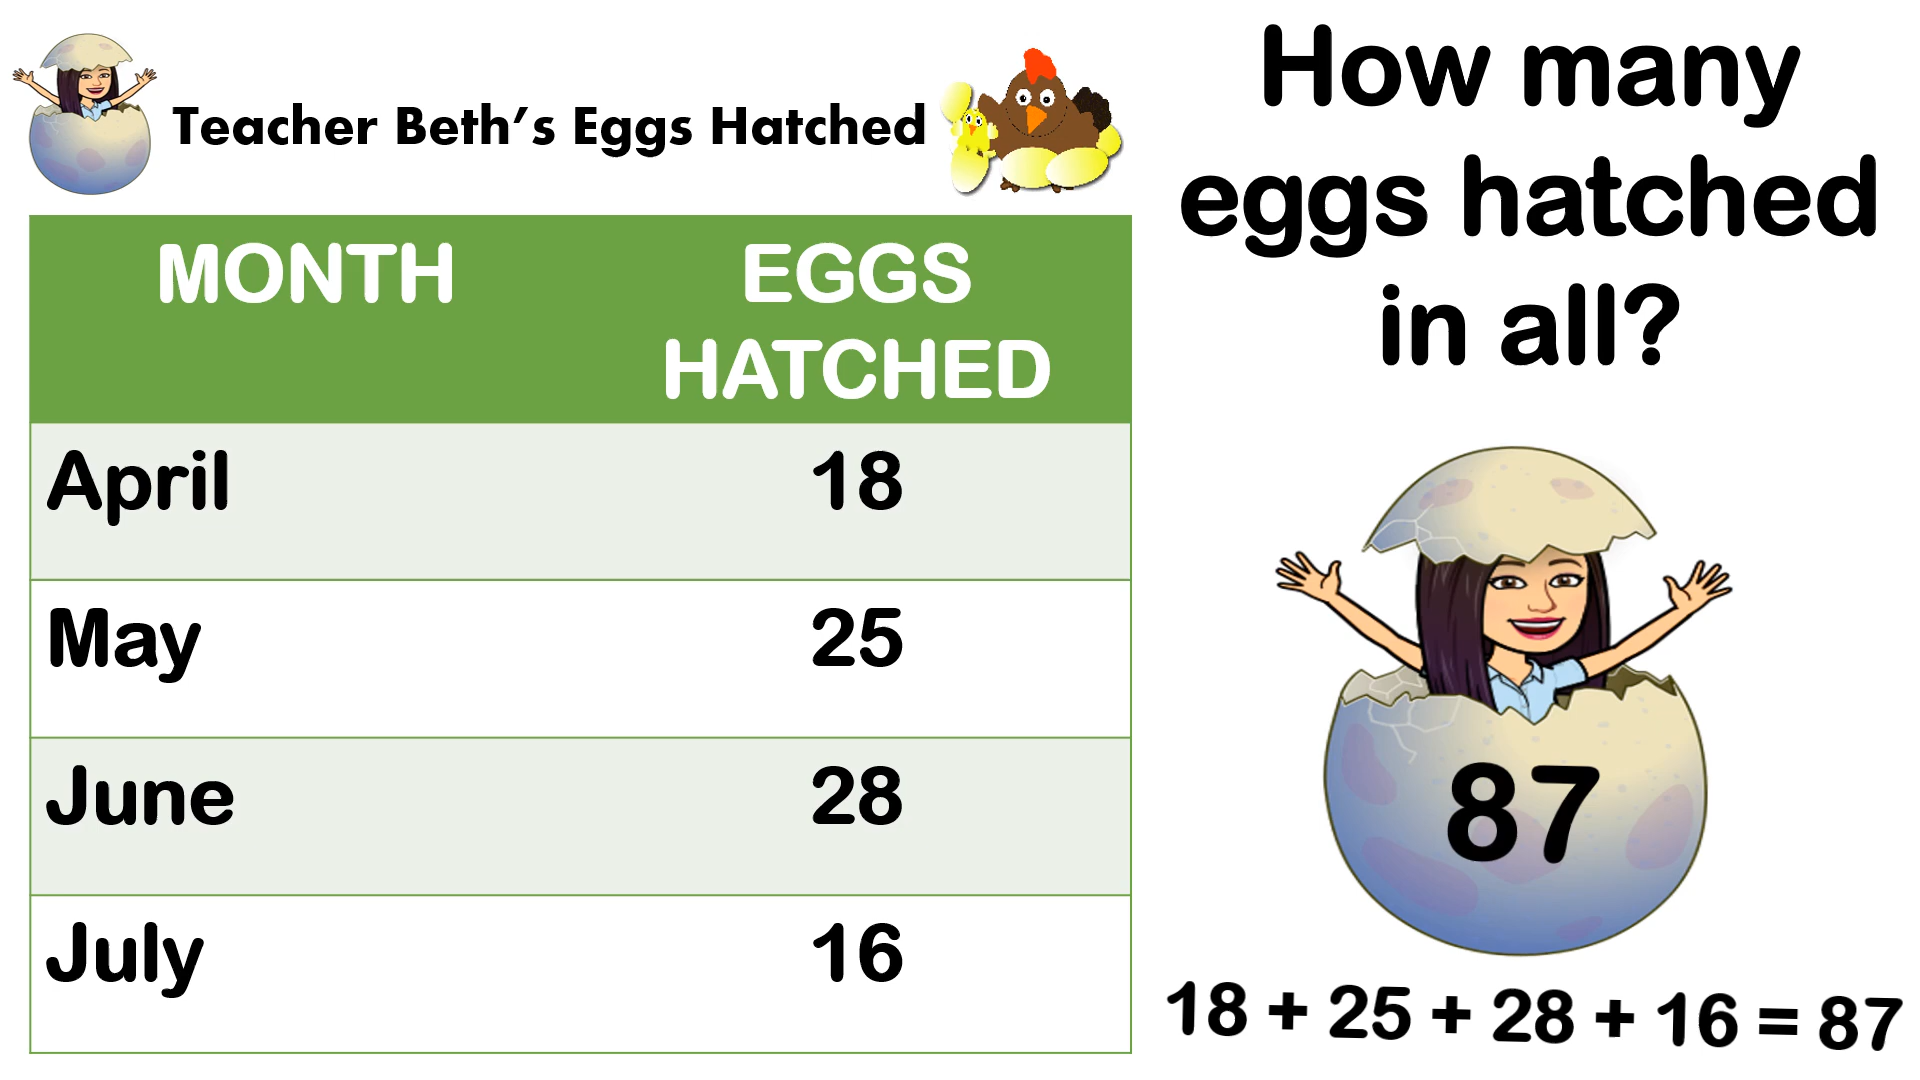 Teacher Beth’s Eggs Hatched
MONTH
EGGS
HATCHED
April 18
May 25
June 28
July 16
How many
eggs hatched
in all?
87
18 + 25 + 28 + 16 = 87